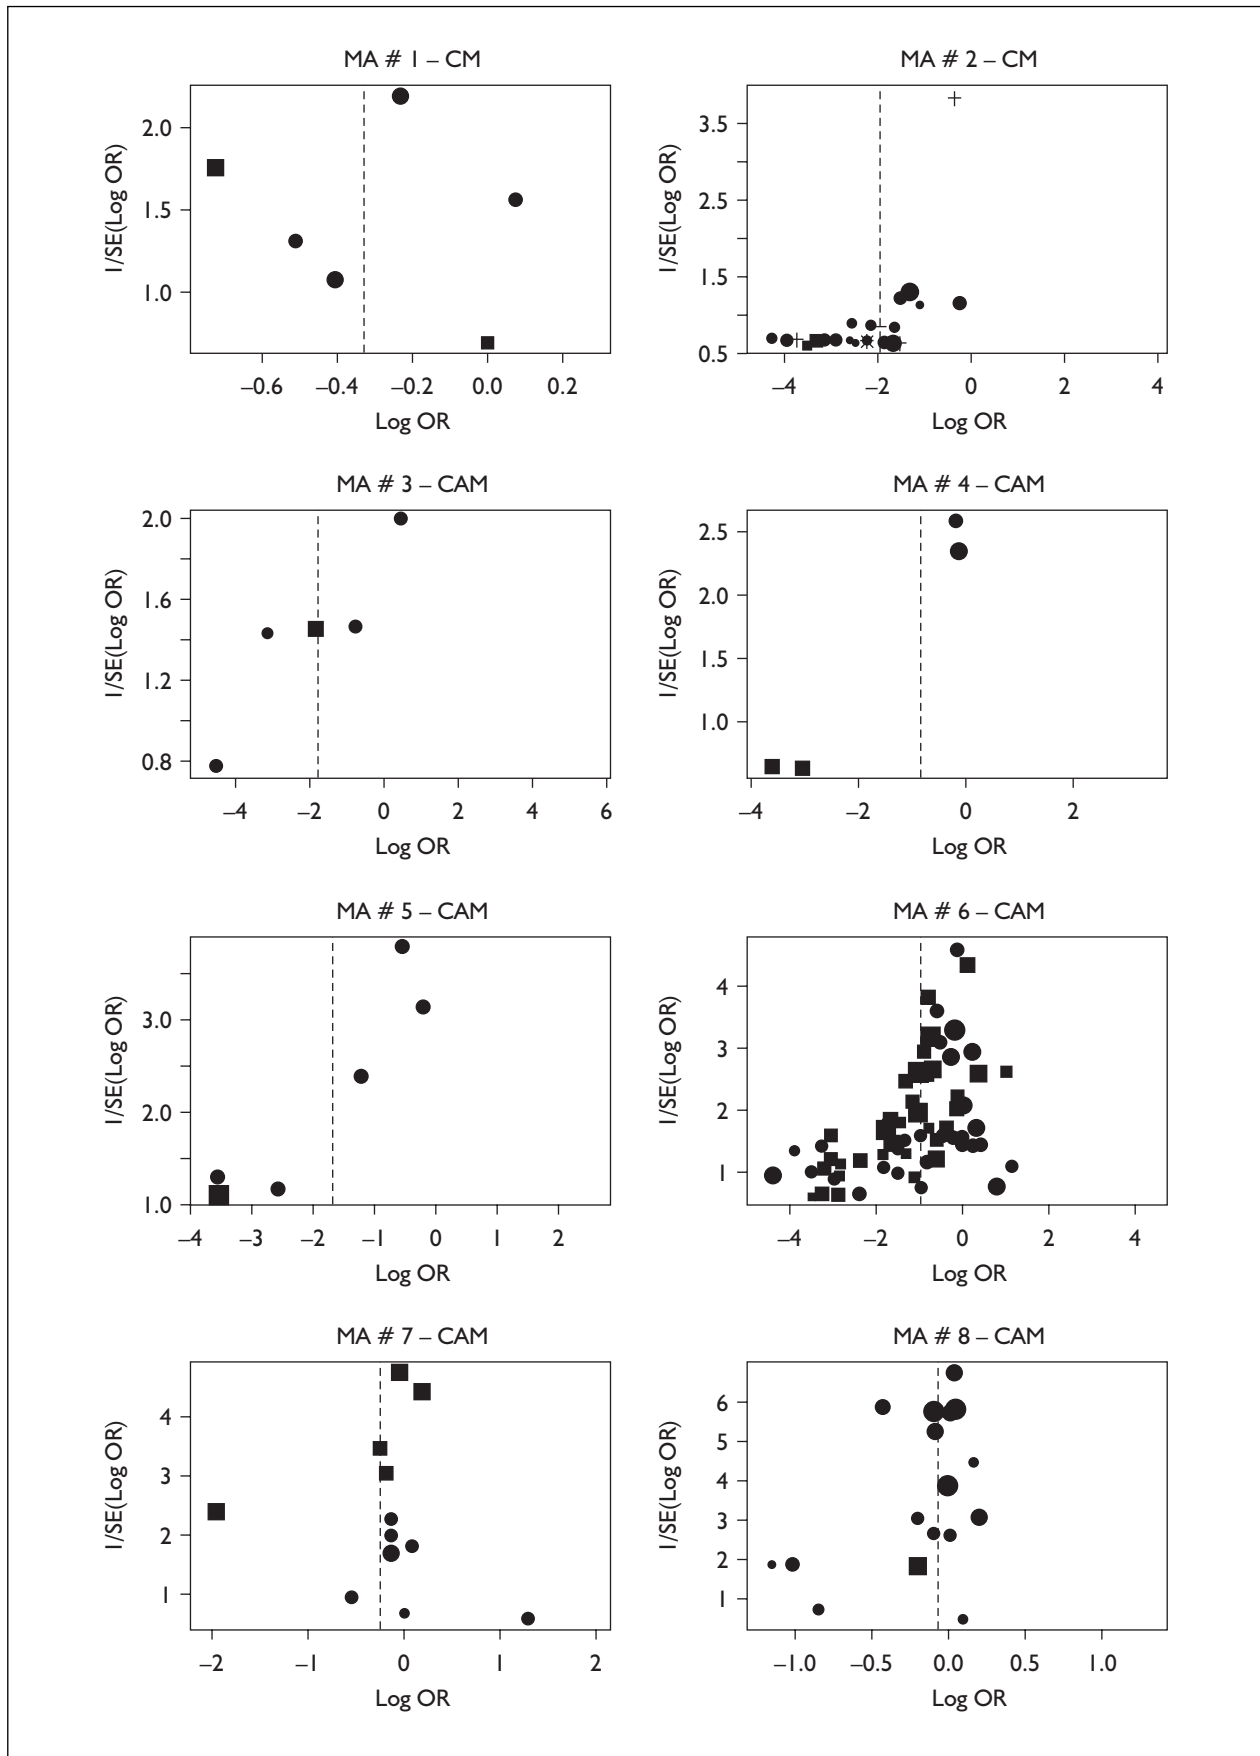 MA # 1 – CM
2.0
1.5
1.0
1/SE(Log OR)
–0.6 –0.4 –0.2 0.0 0.2
Log OR
MA # 2 – CM
3.5
2.5
1.5
0.5
1/SE(Log OR)
–4 –2 0 2 4
Log OR
MA # 3 – CAM
2.0
1.6
1.2
0.8
1/SE(Log OR)
–4 –2 0 2 4 6
Log OR
MA # 4 – CAM
2.5
2.0
1.5
1.0
1/SE(Log OR)
–4 –2 0 2
Log OR
MA # 5 – CAM
3.0
2.0
1.0
1/SE(Log OR)
–4 –3 –2 –1 0 1 2
Log OR
MA # 6 – CAM
4
3
2
1
1/SE(Log OR)
–4 –2 0 2 4
Log OR
MA # 7 – CAM
4
3
2
1
1/SE(Log OR)
–2 –1 0 1 2
Log OR
MA # 8 – CAM
6
5
4
3
2
1
1/SE(Log OR)
–1.0 –0.5 0.0 0.5 1.0
Log OR